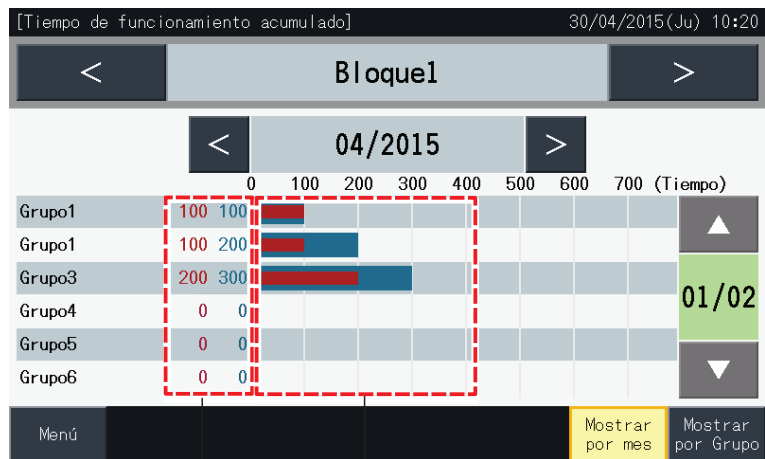 [Tiempo de funcionamiento acumulado] 30/04/2015(Ju) 10:20
< Bloque1 >
< 04/2015 >
0 100 200 300 400 500 600 700 (Tiempo)
Grupo1 100 100
Grupo1 100 200
Grupo3 200 300
Grupo4 0 0
Grupo5 0 0
Grupo6 0 0
01/02
Menú
Mostrar por mes
Mostrar por Grupo